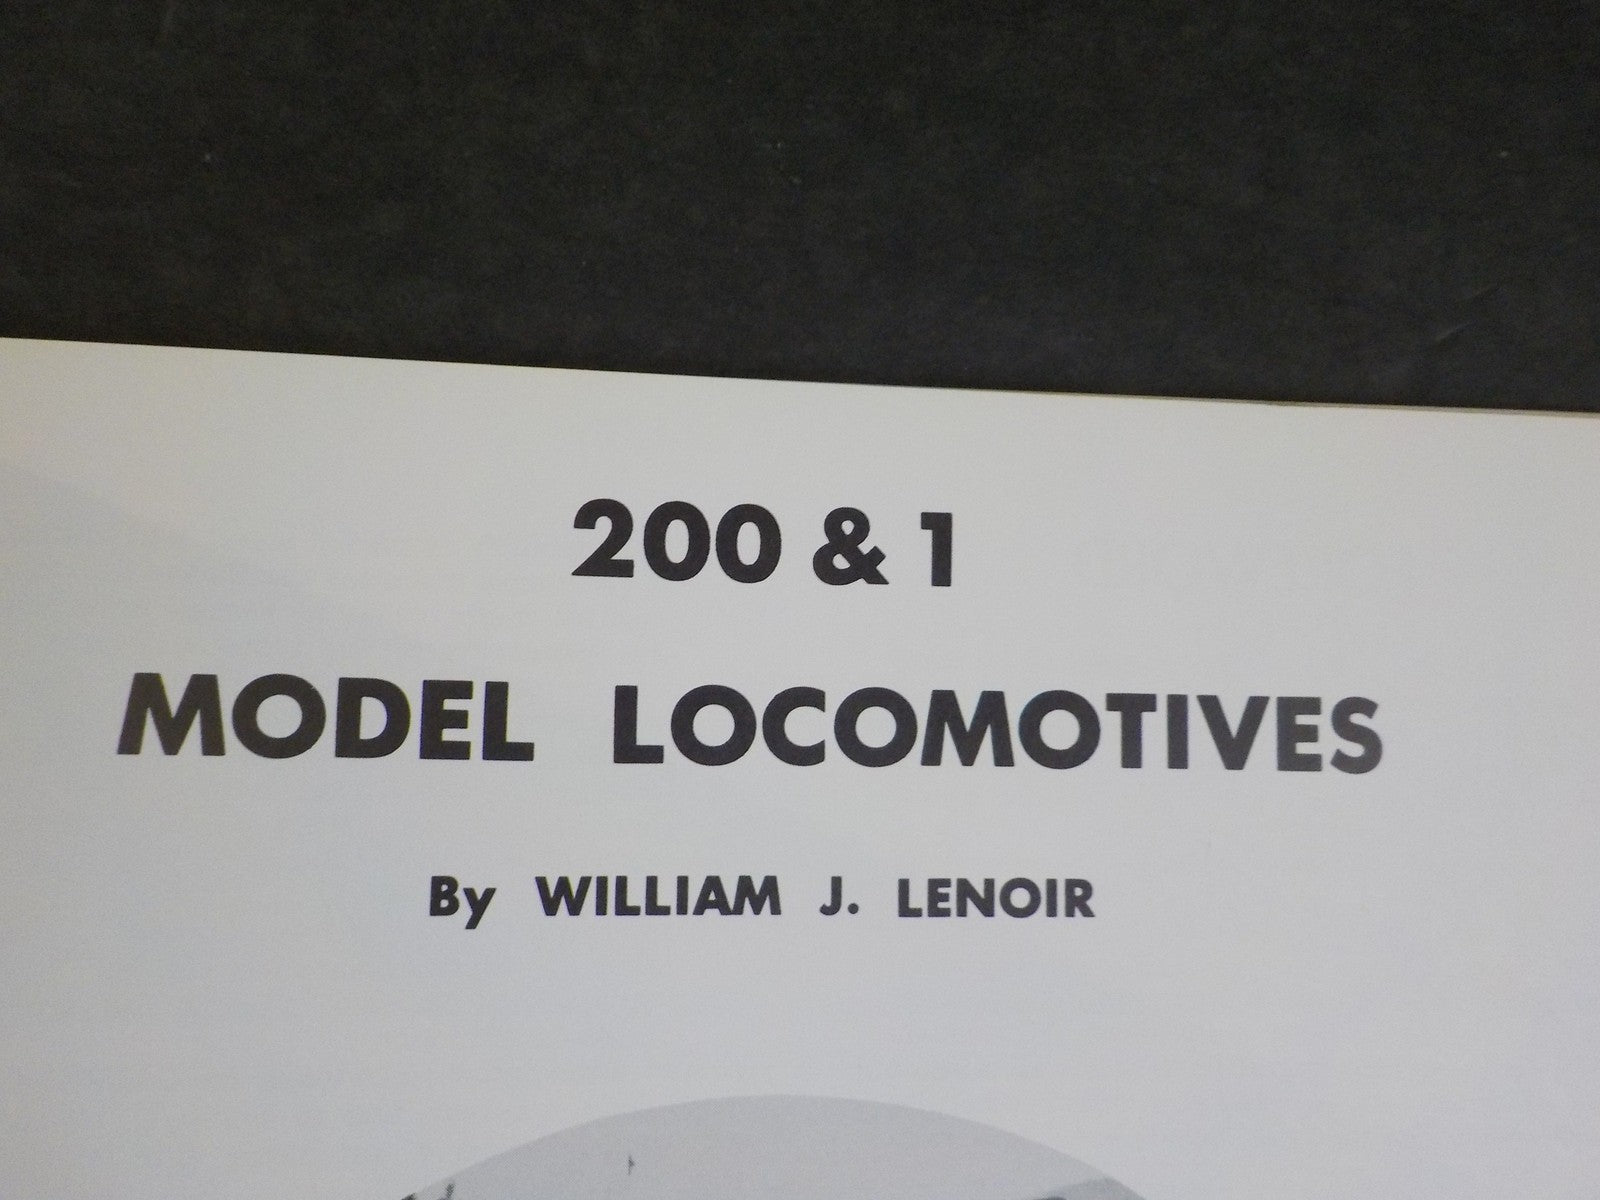 200 & 1
MODEL LOCOMOTIVES
By WILLIAM J. LENOIR